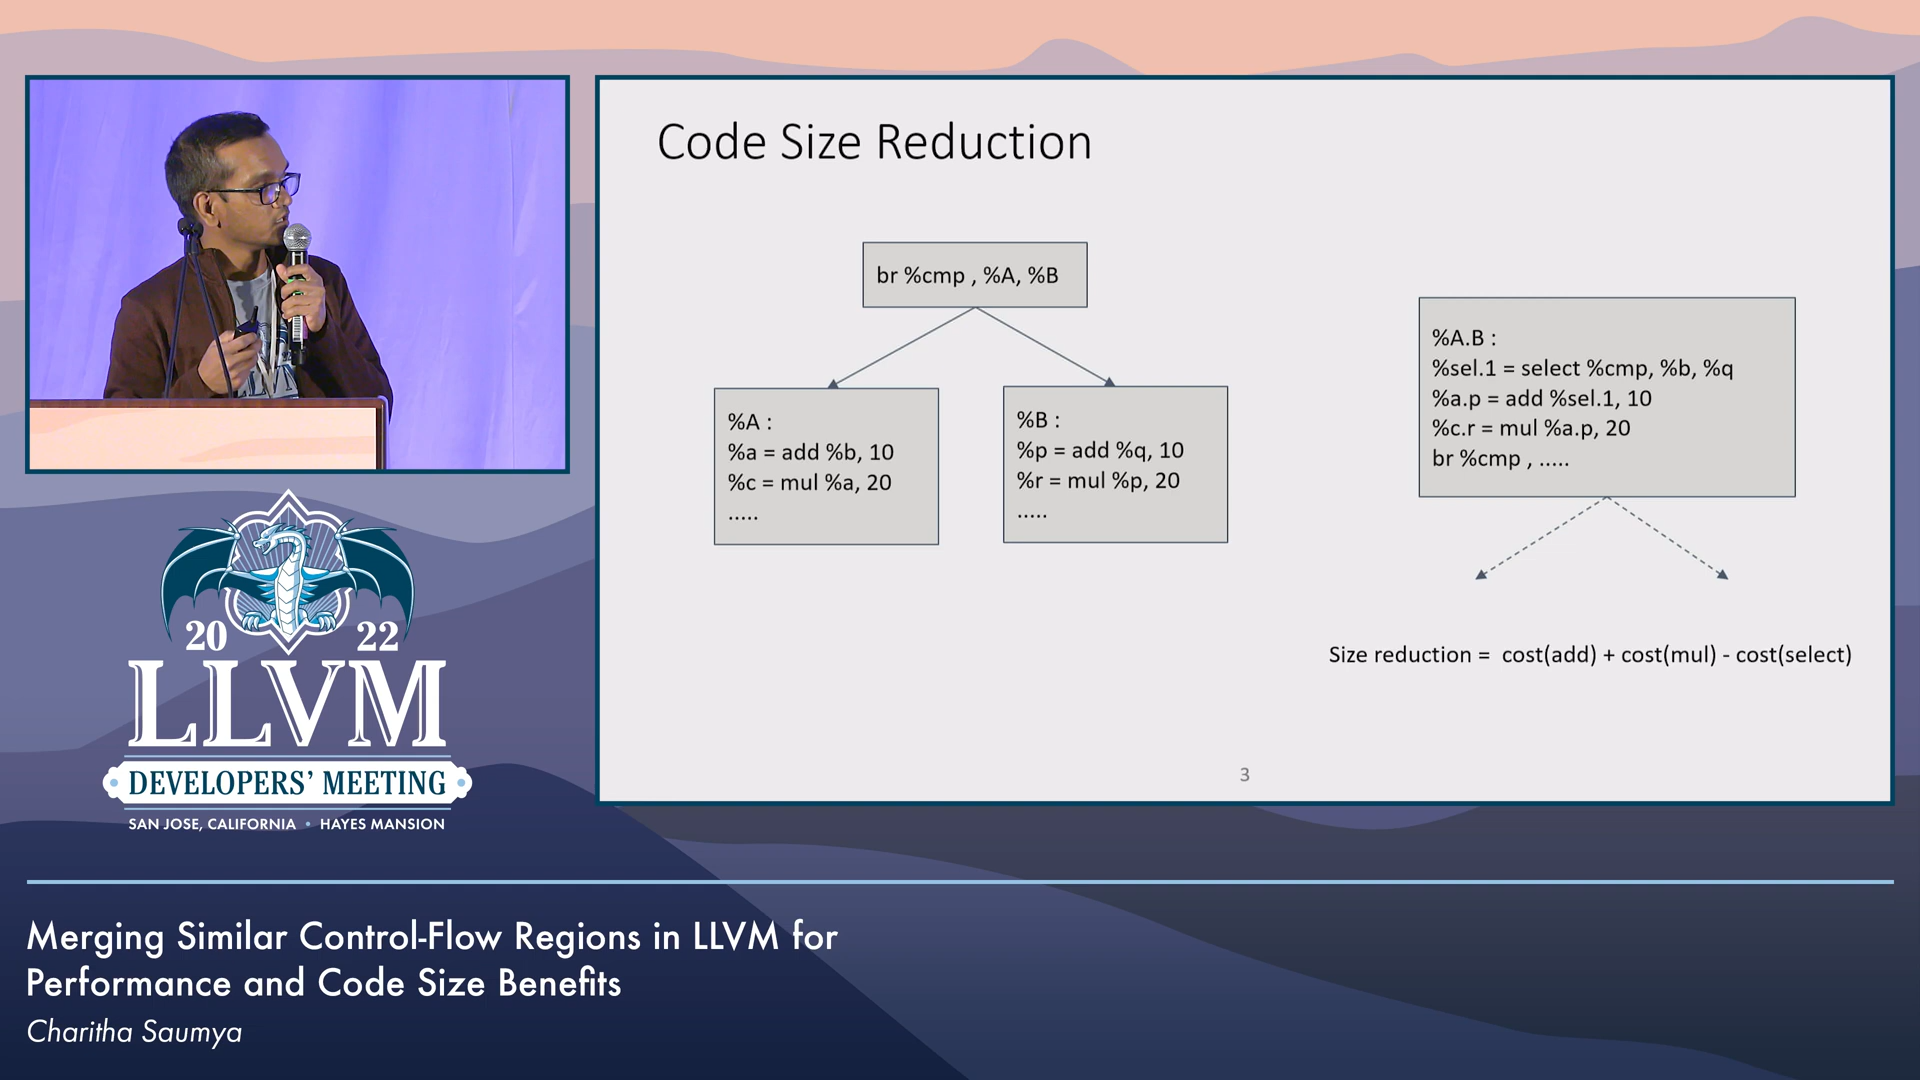 Code Size Reduction
br %cmp , %A, %B
%A :
%a = add %b, 10
%c = mul %a, 20
.....
%B :
%p = add %q, 10
%r = mul %p, 20
.....
%A.B :
%sel.1 = select %cmp, %b, %q
%a.p = add %sel.1, 10
%c.r = mul %a.p, 20
br %cmp , .....
Size reduction =  cost(add) + cost(mul) - cost(select)
3
20 22
LLVM
DEVELOPERS' MEETING
SAN JOSE, CALIFORNIA • HAYES MANSION
Merging Similar Control-Flow Regions in LLVM for
Performance and Code Size Benefits
Charitha Saumya